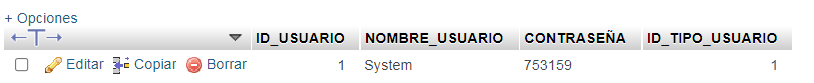 + Opciones
ID_USUARIO NOMBRE_USUARIO CONTRASEÑA ID_TIPO_USUARIO
Editar Copiar Borrar 1 System 753159 1